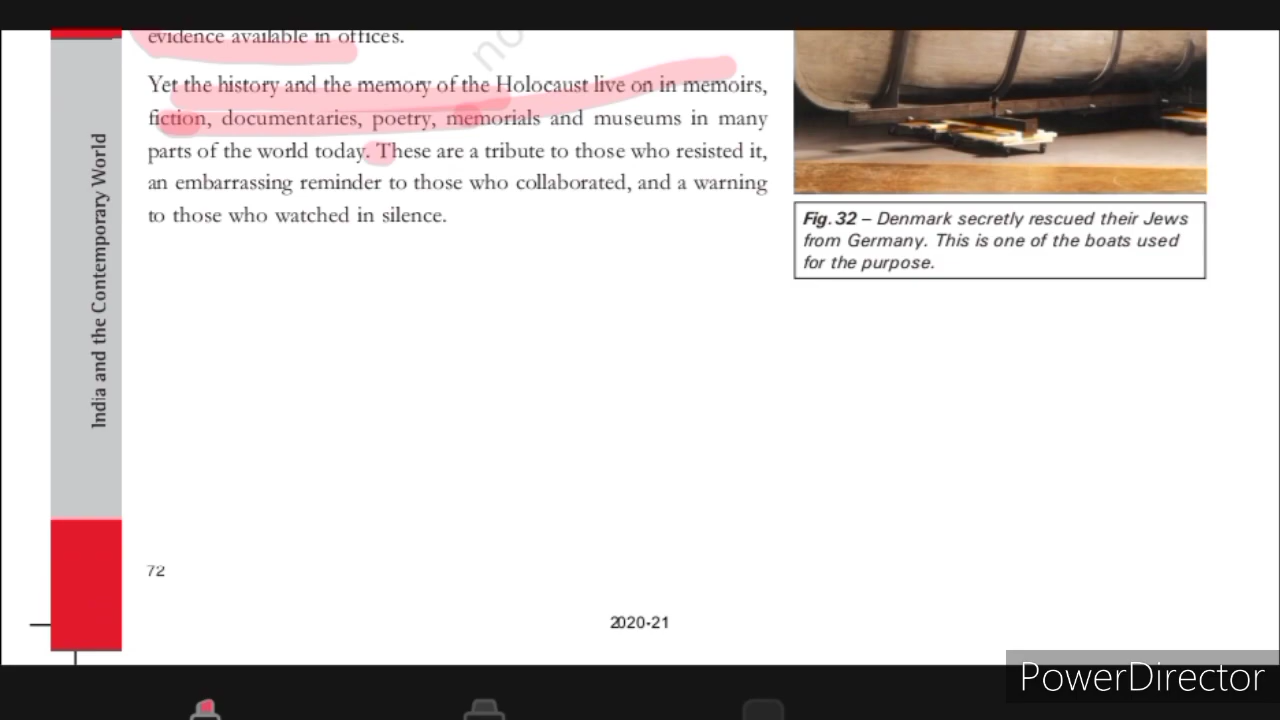 evidence available in offices.
Yet the history and the memory of the Holocaust live on in memoirs,
fiction, documentaries, poetry, memorials and museums in many
parts of the world today. These are a tribute to those who resisted it,
an embarrassing reminder to those who collaborated, and a warning
to those who watched in silence.
Fig. 32 – Denmark secretly rescued their Jews
from Germany. This is one of the boats used
for the purpose.
India and the Contemporary World
72
2020-21
PowerDirector